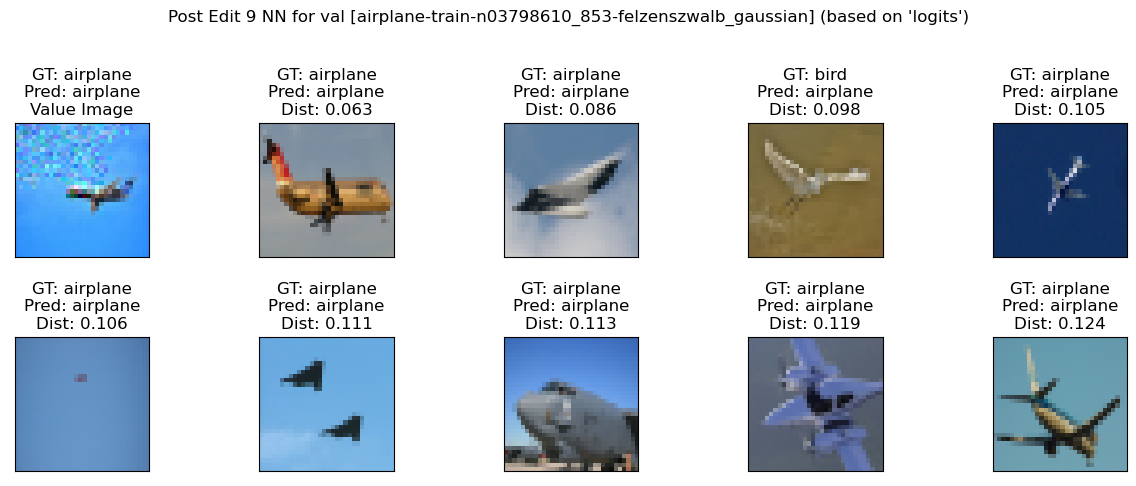 Post Edit 9 NN for val [airplane-train-n03798610_853-felzenszwalb_gaussian] (based on 'logits')
GT: airplane
Pred: airplane
Value Image
GT: airplane
Pred: airplane
Dist: 0.063
GT: airplane
Pred: airplane
Dist: 0.086
GT: bird
Pred: airplane
Dist: 0.098
GT: airplane
Pred: airplane
Dist: 0.105
GT: airplane
Pred: airplane
Dist: 0.106
GT: airplane
Pred: airplane
Dist: 0.111
GT: airplane
Pred: airplane
Dist: 0.113
GT: airplane
Pred: airplane
Dist: 0.119
GT: airplane
Pred: airplane
Dist: 0.124